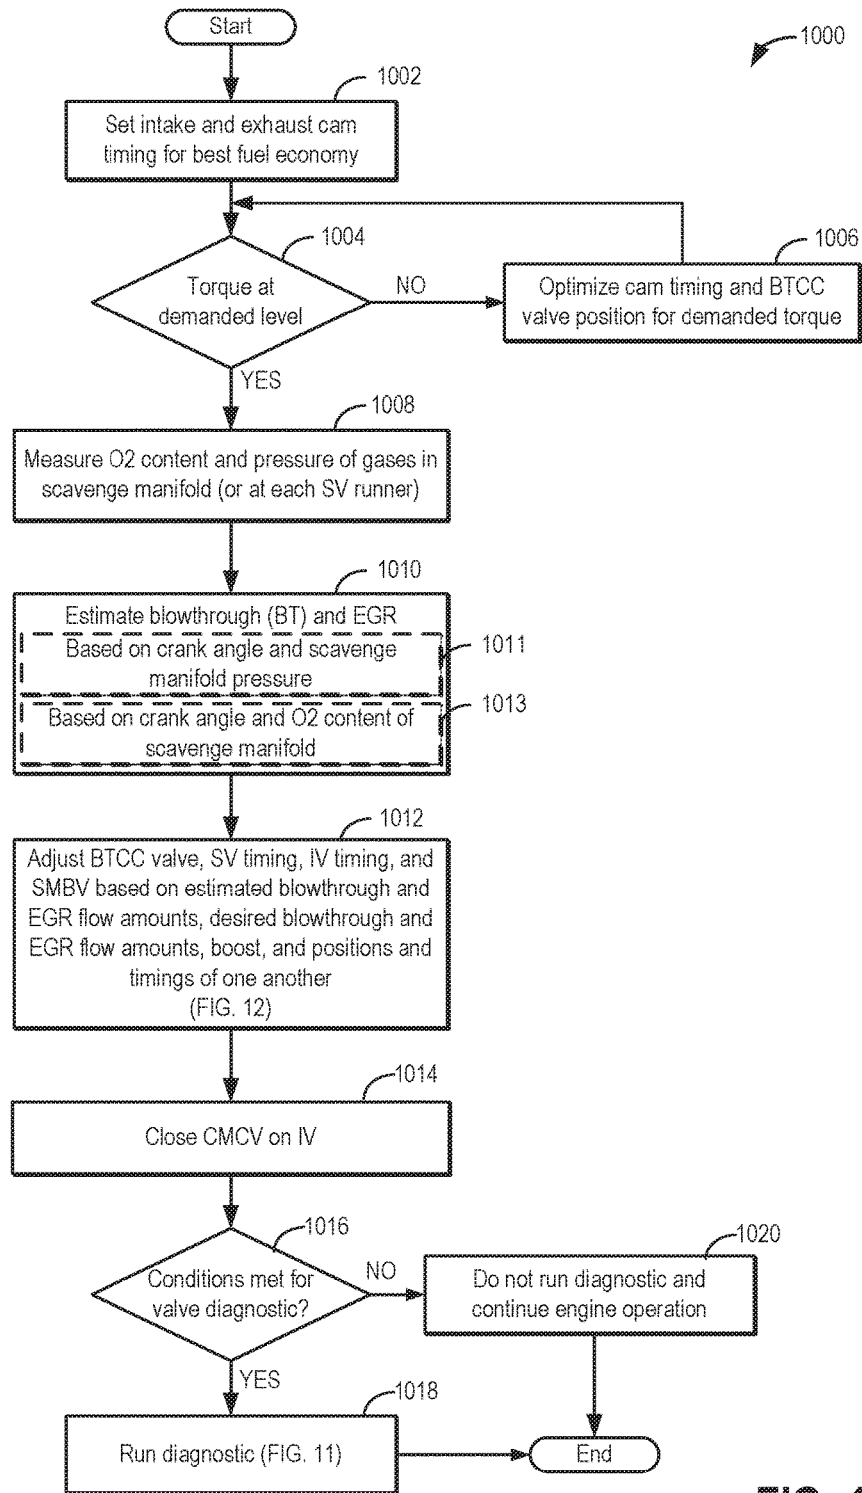 Start
1000
1002
Set intake and exhaust cam
timing for best fuel economy
1004
Torque at
demanded level
NO
1006
Optimize cam timing and BTCC
valve position for demanded torque
YES
1008
Measure O2 content and pressure of gases in
scavenge manifold (or at each SV runner)
1010
Estimate blowthrough (BT) and EGR
Based on crank angle and scavenge
manifold pressure
1011
Based on crank angle and O2 content of
scavenge manifold
1013
1012
Adjust BTCC valve, SV timing, IV timing, and
SMBV based on estimated blowthrough and
EGR flow amounts, desired blowthrough and
EGR flow amounts, boost, and positions and
timings of one another
(FIG. 12)
1014
Close CMCV on IV
1016
Conditions met for
valve diagnostic?
NO
1020
Do not run diagnostic and
continue engine operation
YES
1018
Run diagnostic (FIG. 11)
End